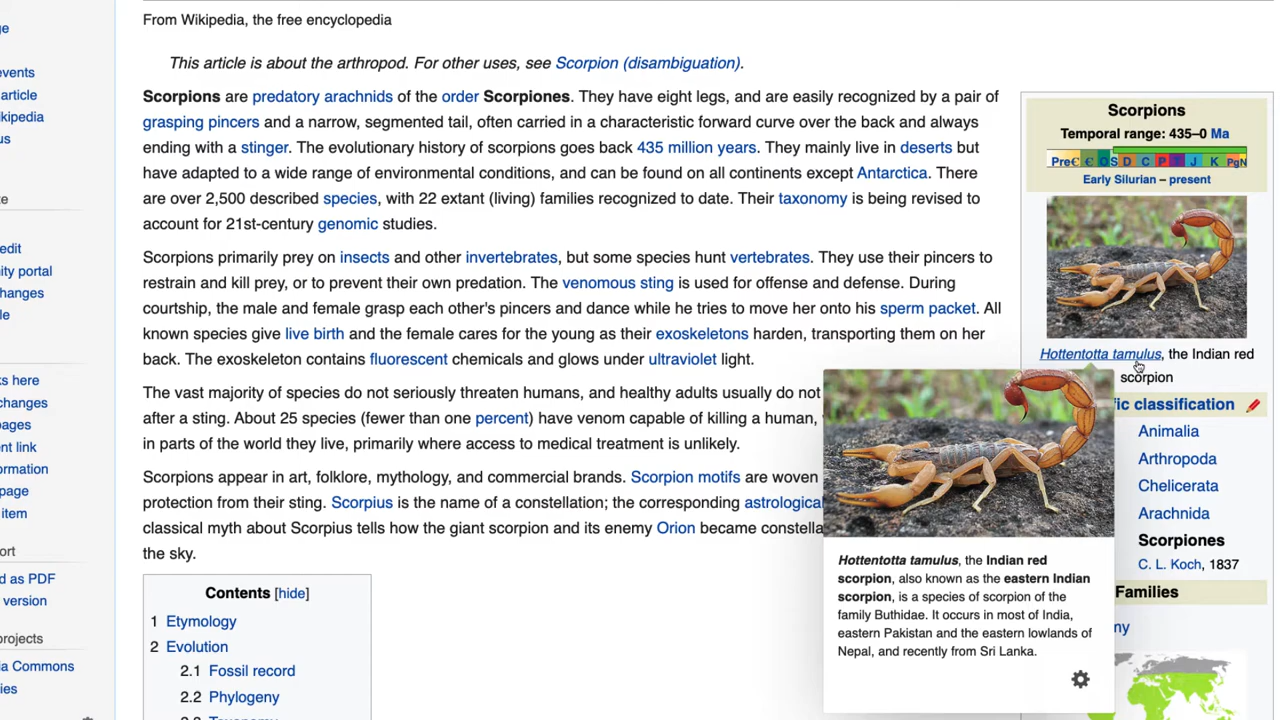 From Wikipedia, the free encyclopedia
This article is about the arthropod. For other uses, see Scorpion (disambiguation).
Scorpions are predatory arachnids of the order Scorpiones. They have eight legs, and are easily recognized by a pair of
grasping pincers and a narrow, segmented tail, often carried in a characteristic forward curve over the back and always
ending with a stinger. The evolutionary history of scorpions goes back 435 million years. They mainly live in deserts but
have adapted to a wide range of environmental conditions, and can be found on all continents except Antarctica. There
are over 2,500 described species, with 22 extant (living) families recognized to date. Their taxonomy is being revised to
account for 21st-century genomic studies.
Scorpions primarily prey on insects and other invertebrates, but some species hunt vertebrates. They use their pincers to
restrain and kill prey, or to prevent their own predation. The venomous sting is used for offense and defense. During
courtship, the male and female grasp each other's pincers and dance while he tries to move her onto his sperm packet. All
known species give live birth and the female cares for the young as their exoskeletons harden, transporting them on her
back. The exoskeleton contains fluorescent chemicals and glows under ultraviolet light.
The vast majority of species do not seriously threaten humans, and healthy adults usually do not
after a sting. About 25 species (fewer than one percent) have venom capable of killing a human,
in parts of the world they live, primarily where access to medical treatment is unlikely.
Scorpions appear in art, folklore, mythology, and commercial brands. Scorpion motifs are woven
protection from their sting. Scorpius is the name of a constellation; the corresponding astrological
classical myth about Scorpius tells how the giant scorpion and its enemy Orion became constella
the sky.
Contents [hide]
1 Etymology
2 Evolution
2.1 Fossil record
2.2 Phylogeny
Scorpions
Temporal range: 435–0 Ma
PreЄ Є O S D C P T J K Pg N
Early Silurian – present
Hottentotta tamulus, the Indian red
scorpion
fic classification
Animalia
Arthropoda
Chelicerata
Arachnida
Scorpiones
C. L. Koch, 1837
Families
my
Hottentotta tamulus, the Indian red
scorpion, also known as the eastern Indian
scorpion, is a species of scorpion of the
family Buthidae. It occurs in most of India,
eastern Pakistan and the eastern lowlands of
Nepal, and recently from Sri Lanka.
ge
events
article
ikipedia
us
te
edit
ity portal
changes
le
ks here
changes
pages
nt link
ormation
page
item
ort
d as PDF
version
projects
ia Commons
ies